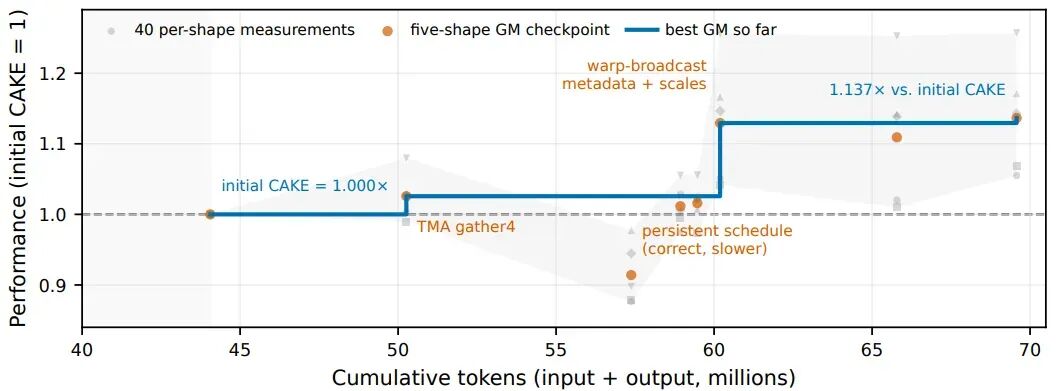 40 per-shape measurements
five-shape GM checkpoint
best GM so far
warp-broadcast
metadata + scales
1.137× vs. initial CAKE
initial CAKE = 1.000×
TMA gather4
persistent schedule
(correct, slower)
Performance (initial CAKE = 1)
1.2
1.1
1.0
0.9
40
45
50
55
60
65
70
Cumulative tokens (input + output, millions)